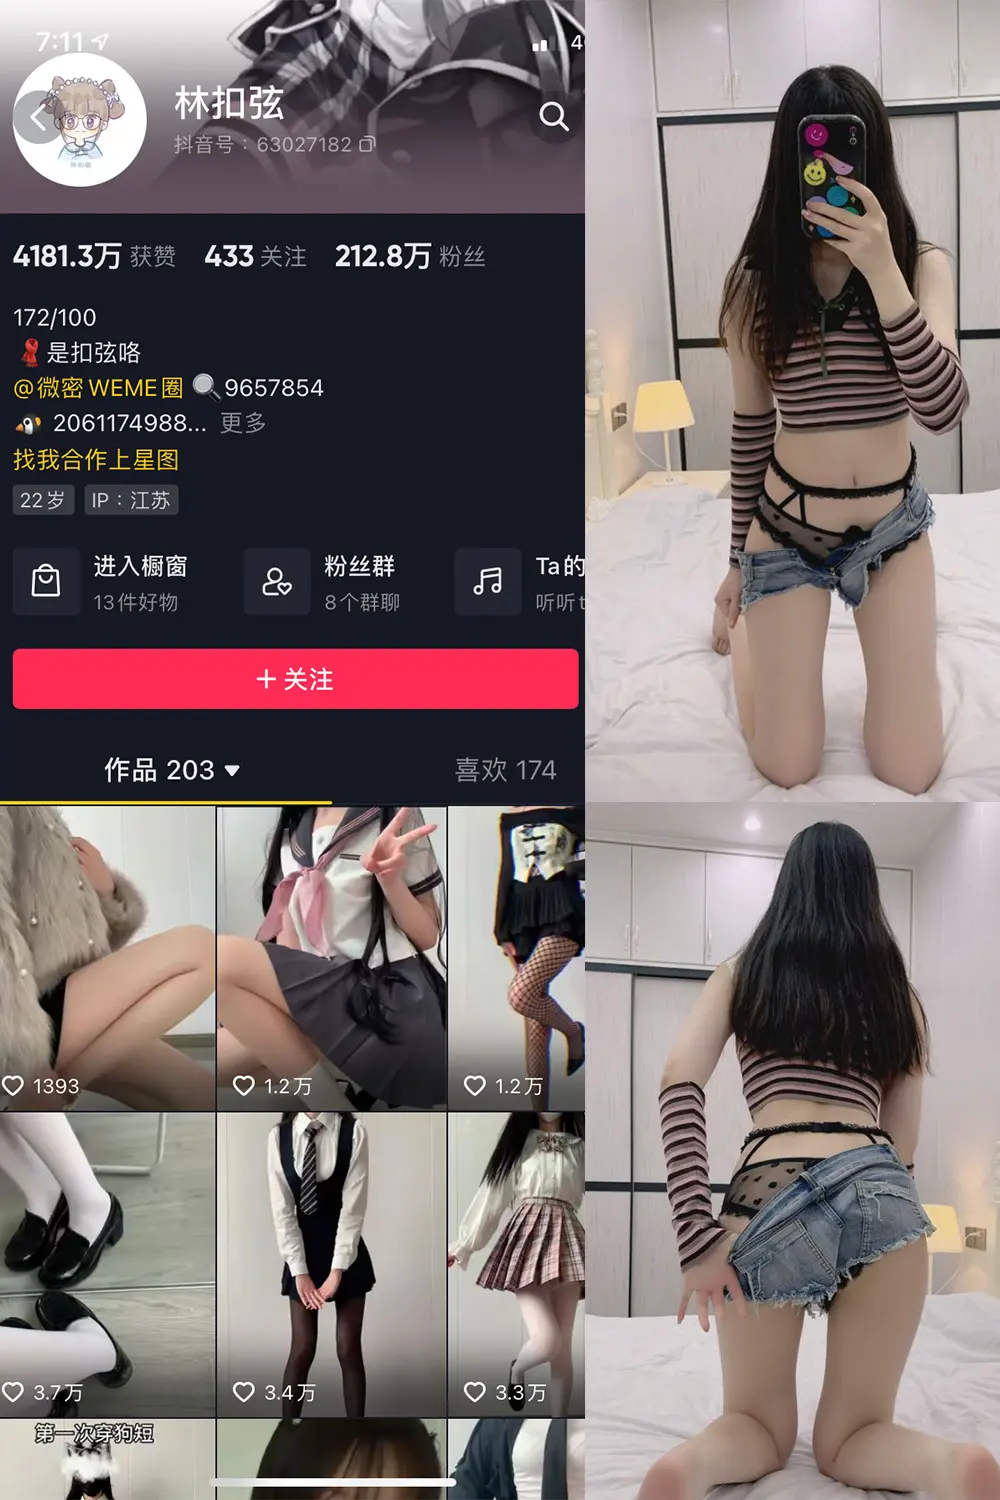 7:11
4
林扣弦
抖音号：63027182
4181.3万 获赞 433 关注 212.8万 粉丝
172/100
是扣弦咯
@微密 WEME圈 9657854
2061174988... 更多
找我合作上星图
22岁 IP：江苏
进入橱窗 粉丝群 Ta的
13件好物 8个群聊 听听t
+ 关注
作品 203 喜欢 174
1393 1.2万 1.2万
3.7万 3.4万 3.3万
第一次穿狗短